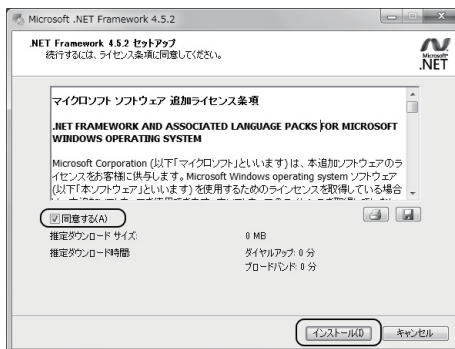 Microsoft .NET Framework 4.5.2
.NET Framework 4.5.2 セットアップ
続行するには、ライセンス条項に同意してください。
Microsoft
.NET
マイクロソフト ソフトウェア 追加ライセンス条項
.NET FRAMEWORK AND ASSOCIATED LANGUAGE PACKS FOR MICROSOFT
WINDOWS OPERATING SYSTEM
Microsoft Corporation (以下「マイクロソフト」といいます) は、本追加ソフトウェアのラ
イセンスをお客様に供与します。Microsoft Windows operating system ソフトウェア
(以下「本ソフトウェア」といいます) を使用するためのラインセンスを取得している場合
同意する(A)
推定ダウンロード サイズ: 0 MB
推定ダウンロード時間: ダイヤルアップ: 0 分
ブロードバンド: 0 分
インストール(I)
キャンセル